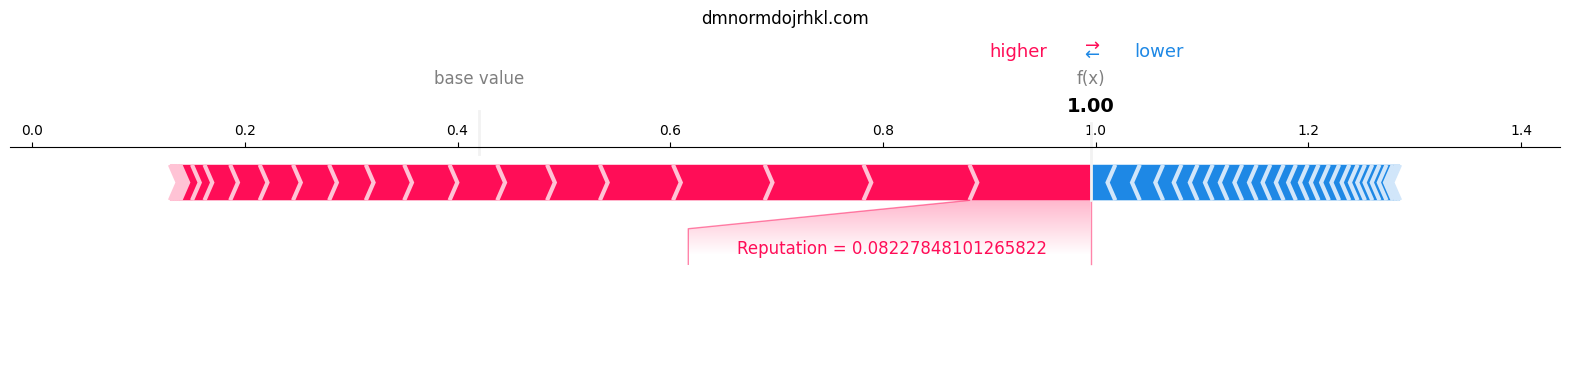 dmnormdojrhkl.com
higher → ← lower
base value f(x)
1.00
0.0 0.2 0.4 0.6 0.8 1.0 1.2 1.4
Reputation = 0.08227848101265822